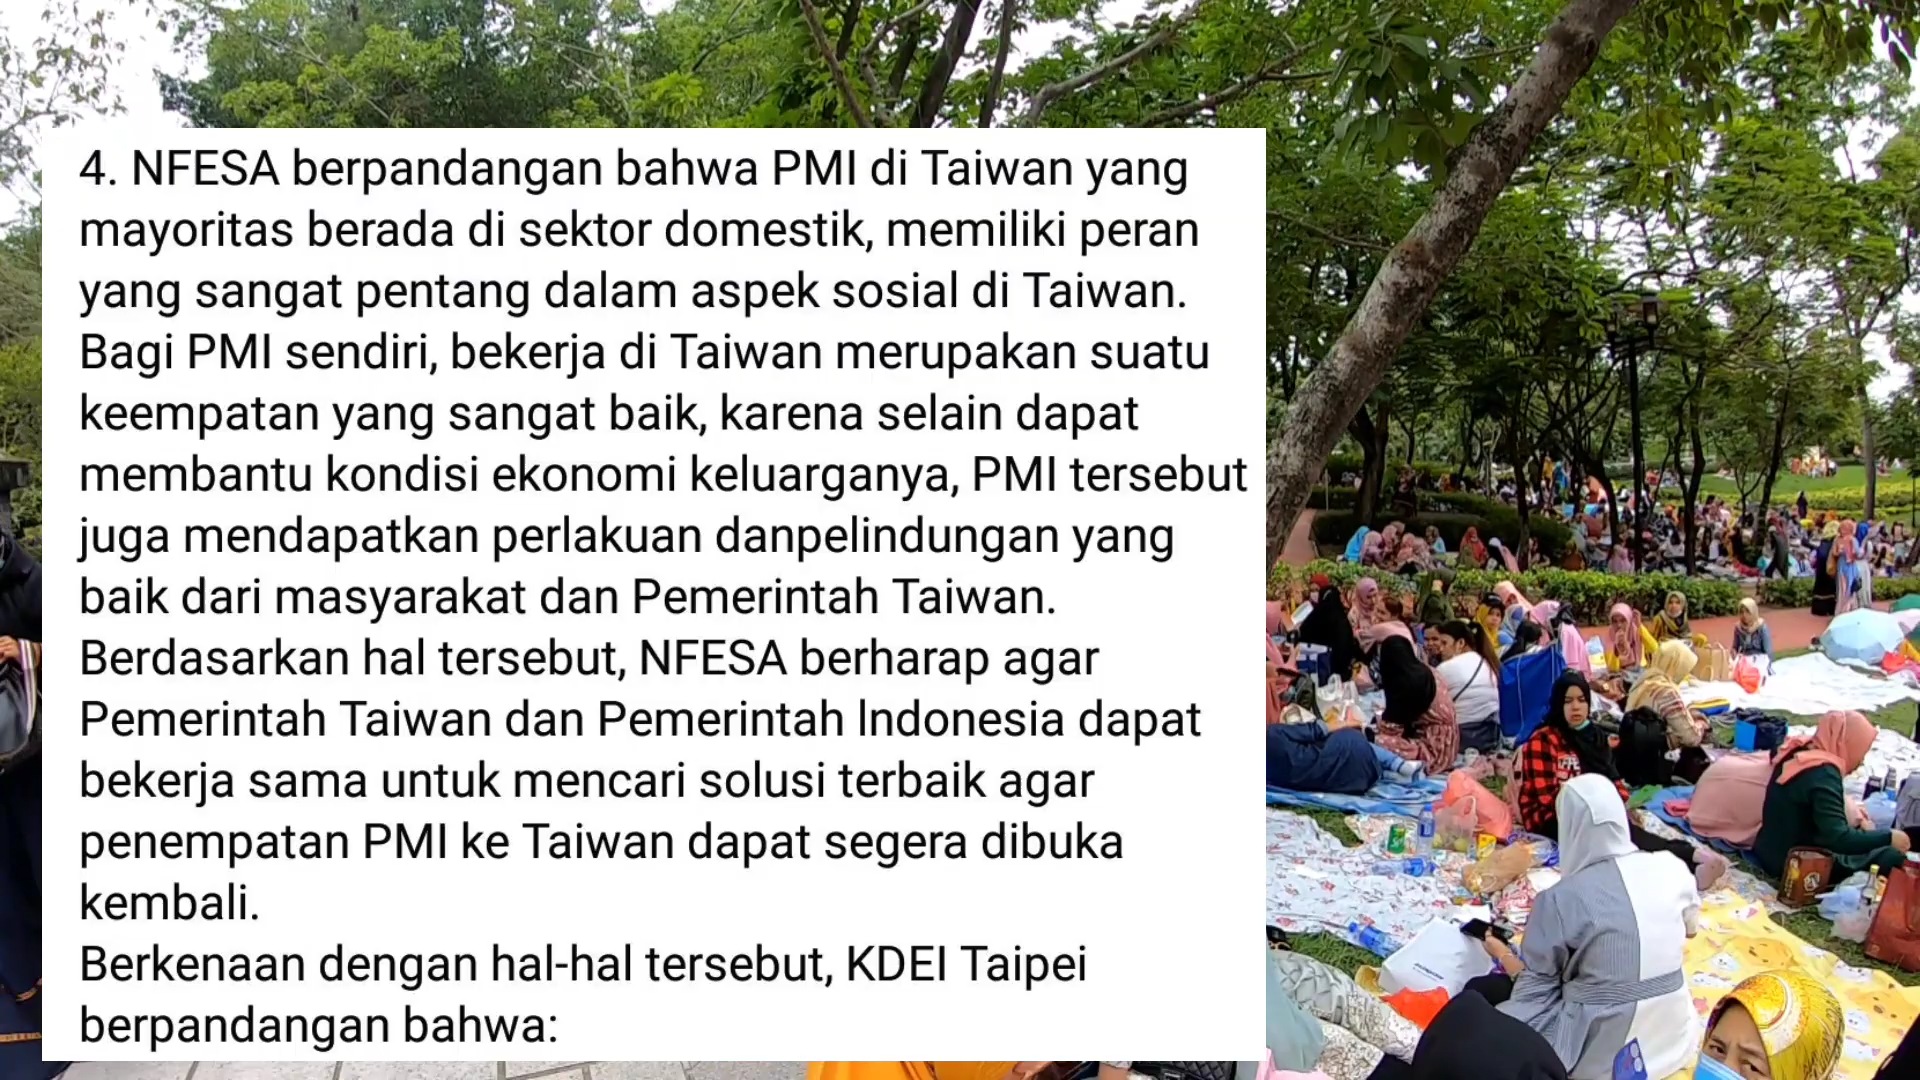 4. NFESA berpandangan bahwa PMI di Taiwan yang
mayoritas berada di sektor domestik, memiliki peran
yang sangat pentang dalam aspek sosial di Taiwan.
Bagi PMI sendiri, bekerja di Taiwan merupakan suatu
keempatan yang sangat baik, karena selain dapat
membantu kondisi ekonomi keluarganya, PMI tersebut
juga mendapatkan perlakuan danpelindungan yang
baik dari masyarakat dan Pemerintah Taiwan.
Berdasarkan hal tersebut, NFESA berharap agar
Pemerintah Taiwan dan Pemerintah lndonesia dapat
bekerja sama untuk mencari solusi terbaik agar
penempatan PMI ke Taiwan dapat segera dibuka
kembali.
Berkenaan dengan hal-hal tersebut, KDEI Taipei
berpandangan bahwa: